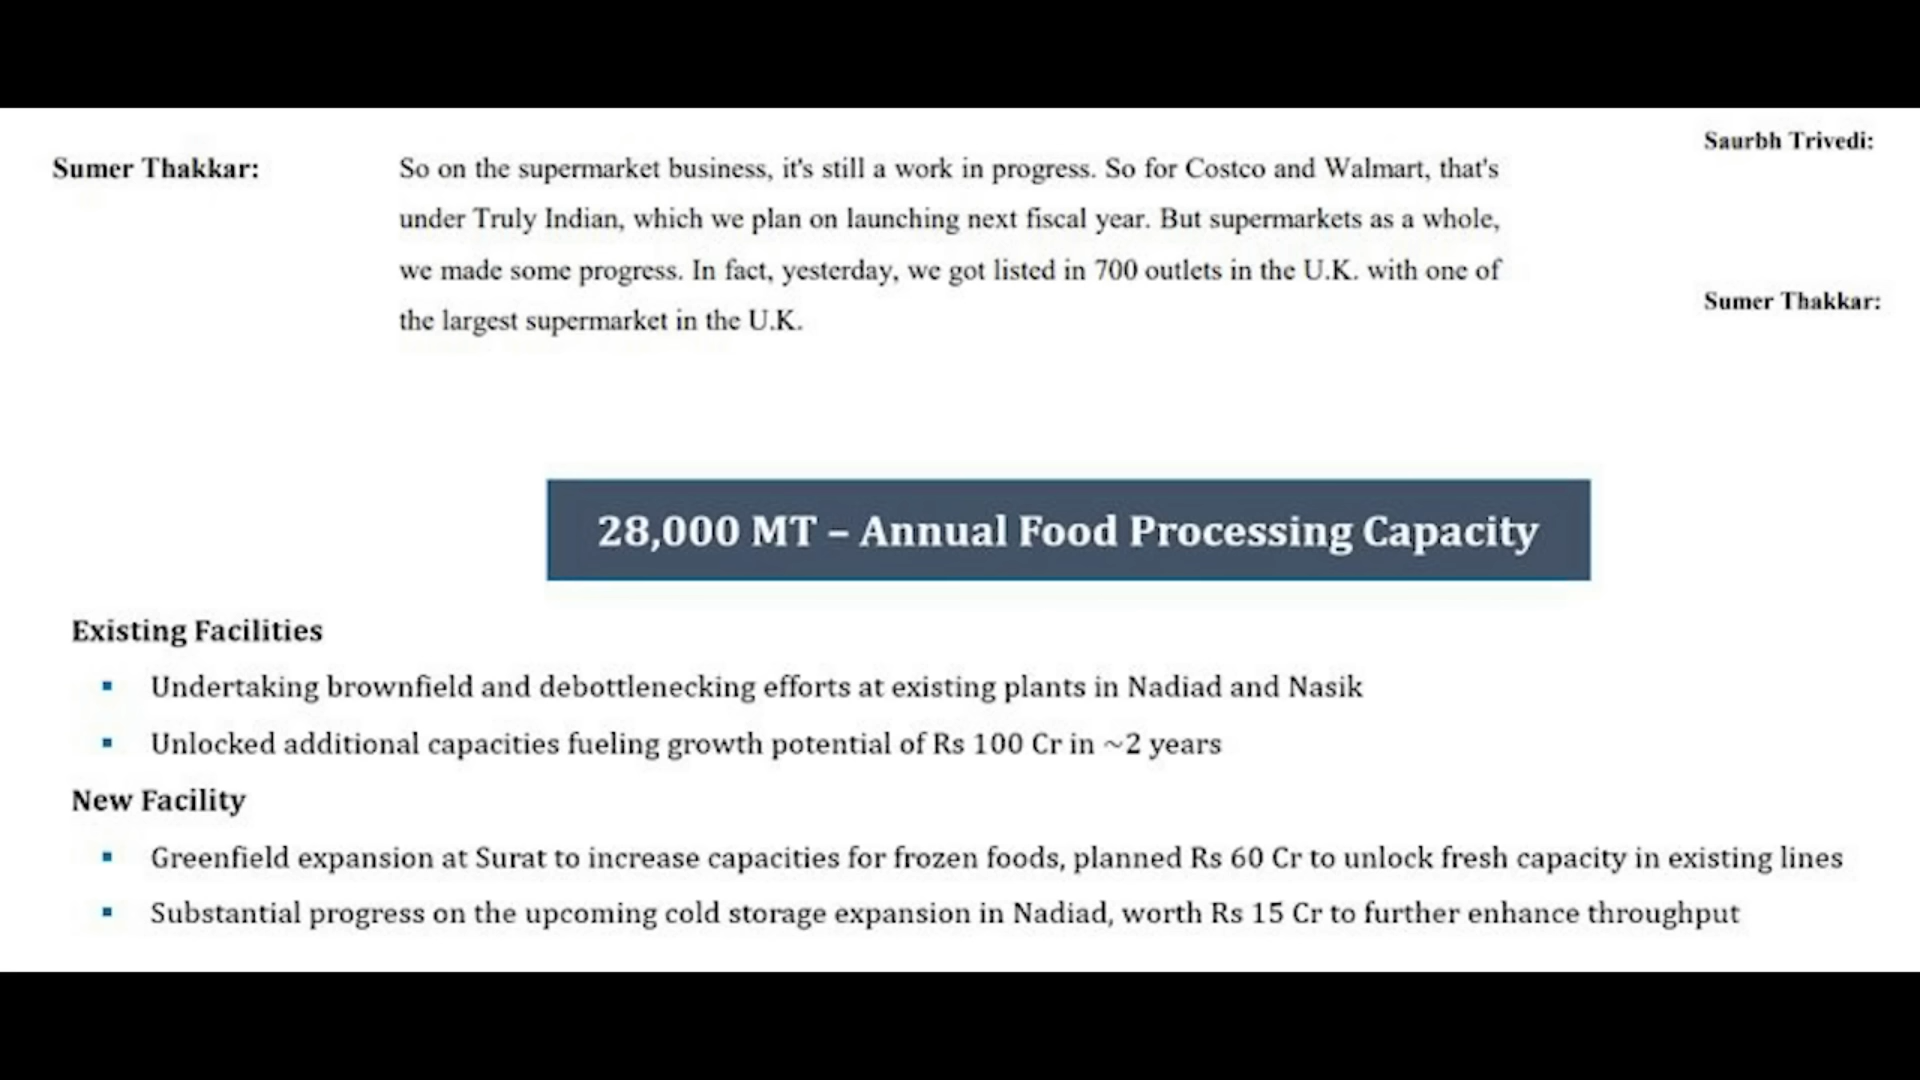 Sumer Thakkar:
So on the supermarket business, it's still a work in progress. So for Costco and Walmart, that's
under Truly Indian, which we plan on launching next fiscal year. But supermarkets as a whole,
we made some progress. In fact, yesterday, we got listed in 700 outlets in the U.K. with one of
the largest supermarket in the U.K.
Saurbh Trivedi:
Sumer Thakkar:
28,000 MT – Annual Food Processing Capacity
Existing Facilities
▪ Undertaking brownfield and debottlenecking efforts at existing plants in Nadiad and Nasik
▪ Unlocked additional capacities fueling growth potential of Rs 100 Cr in ~2 years
New Facility
▪ Greenfield expansion at Surat to increase capacities for frozen foods, planned Rs 60 Cr to unlock fresh capacity in existing lines
▪ Substantial progress on the upcoming cold storage expansion in Nadiad, worth Rs 15 Cr to further enhance throughput